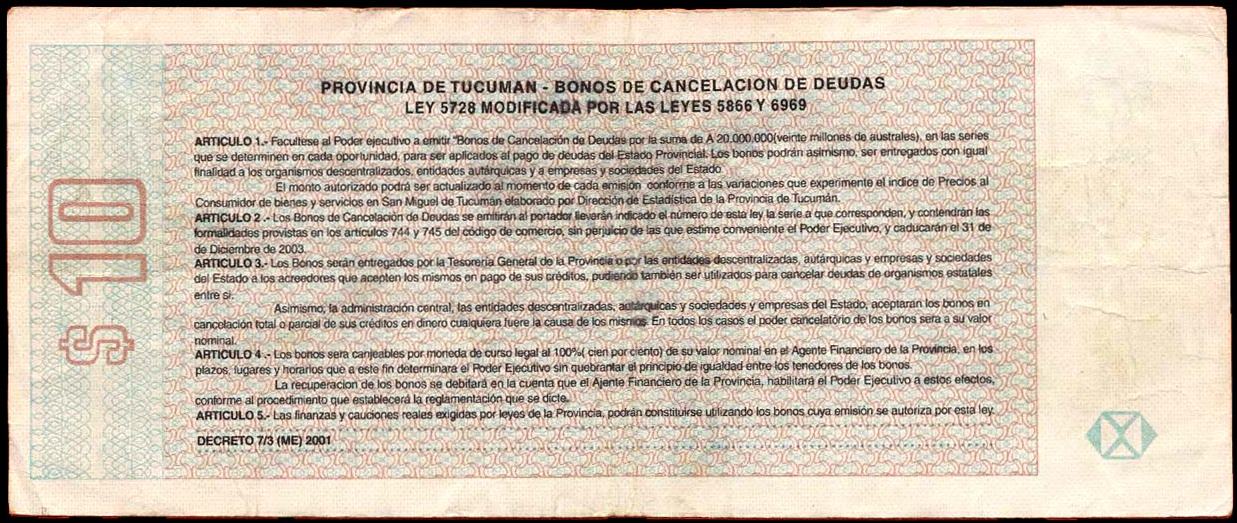 PROVINCIA DE TUCUMAN - BONOS DE CANCELACION DE DEUDAS
LEY 5728 MODIFICADA POR LAS LEYES 5866 Y 6969
ARTICULO 1.- Facultese al Poder ejecutivo a emitir "Bonos de Cancelación de Deudas por la suma de A 20.000.000(veinte millones de australes), en las series
que se determinen en cada oportunidad, para ser aplicados al pago de deudas del Estado Provincial. Los bonos podrán asimismo, ser entregados con igual
finalidad a los organismos descentralizados, entidades autárquicas y a empresas y sociedades del Estado
El monto autorizado podrá ser actualizado al momento de cada emisión conforme a las variaciones que experimente el indice de Precios al
Consumidor de bienes y servicios en San Miguel de Tucumán elaborado por Dirección de Estadística de la Provincia de Tucumán.
ARTICULO 2 .- Los Bonos de Cancelación de Deudas se emitirán al portador lleverán indicado el número de esta ley, la serie a que corresponden, y contendrán las
formalidades provistas en los artículos 744 y 745 del código de comercio, sin perjuicio de las que estime conveniente el Poder Ejecutivo, y caducarán el 31 de
de Diciembre de 2003.
ARTICULO 3.- Los Bonos serán entregados por la Tesorería General de la Provincia o por las entidades descentralizadas, autárquicas y empresas y sociedades
del Estado a los acreedores que acepten los mismos en pago de sus créditos, pudiendo también ser utilizados para cancelar deudas de organismos estatales
entre si.
Asimismo, la administración central, las entidades descentralizadas, autárquicas y sociedades y empresas del Estado, aceptaran los bonos en
cancelación total o parcial de sus créditos en dinero cualquiera fuere la causa de los mismos. En todos los casos el poder cancelatório de los bonos sera a su valor
nominal.
ARTICULO 4 .- Los bonos sera canjeables por moneda de curso legal al 100%( cien por ciento) de su valor nominal en el Agente Financiero de la Provincia, en los
plazos, lugares y horarios que a este fin determinara el Poder Ejecutivo sin quebrantar el principio de igualdad entre los tenedores de los bonos.
La recuperacion de los bonos se debitará en la cuenta que el Ajente Financiero de la Provincia, habilitará el Poder Ejecutivo a estos efectos,
conforme al procedimiento que establecerá la reglamentación que se dicte.
ARTICULO 5.- Las finanzas y cauciones reales exigidas por leyes de la Provincia, podrán constituirse utilizando los bonos cuya emisión se autoriza por esta ley.
DECRETO 7/3 (ME) 2001
$ 10